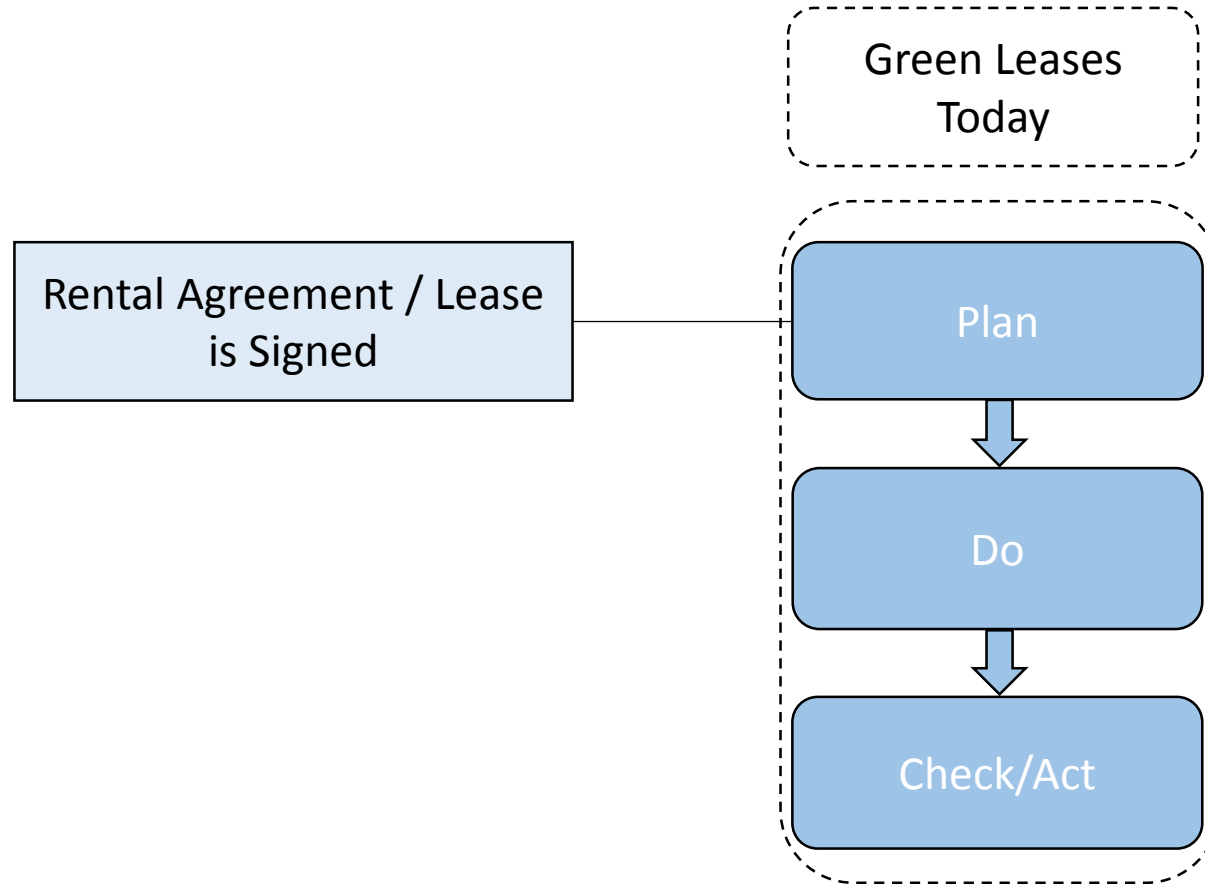 Green Leases
Today
Rental Agreement / Lease
is Signed
Plan
Do
Check/Act